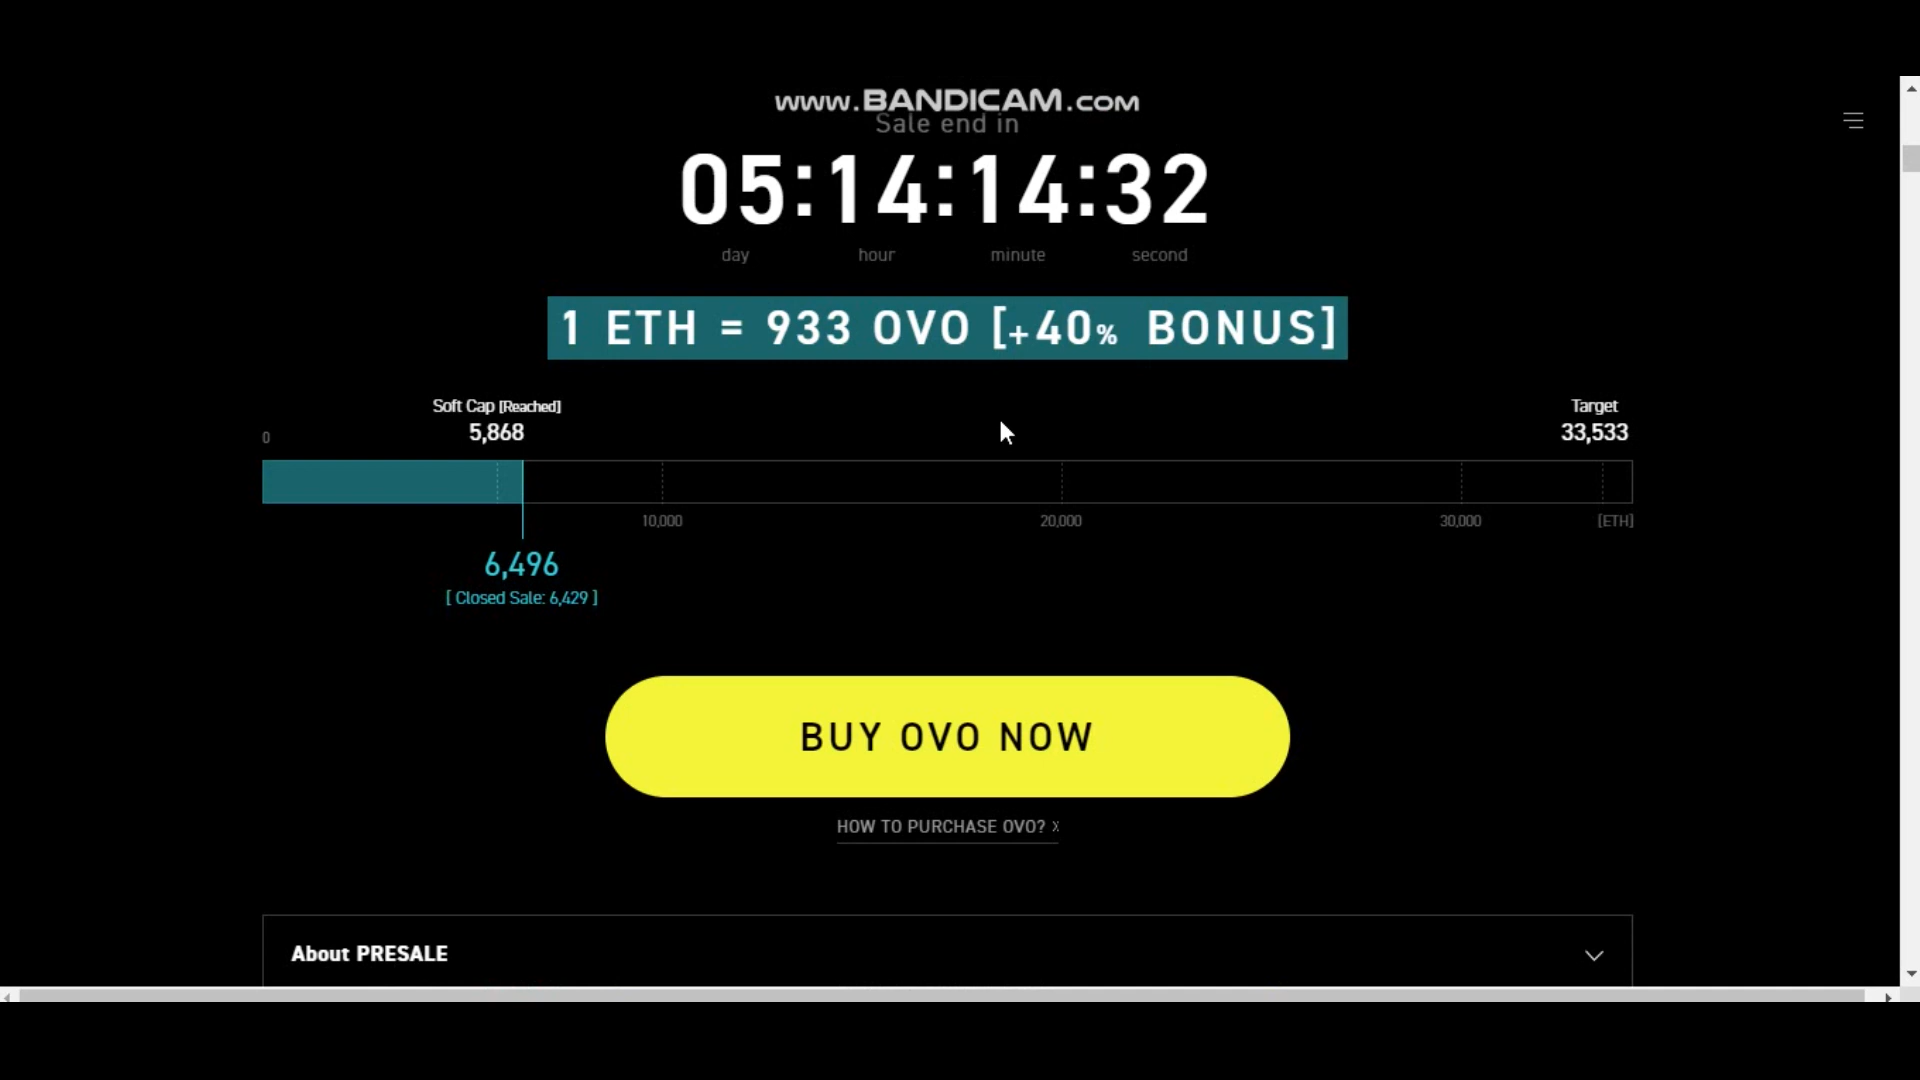 www.BANDICAM.COM
Sale end in
05:14:14:32
day hour minute second
1 ETH = 933 OVO [+40% BONUS]
Soft Cap [Reached]
5,868
Target
33,533
0
10,000 20,000 30,000 [ETH]
6,496
[ Closed Sale: 6,429 ]
BUY OVO NOW
HOW TO PURCHASE OVO?
About PRESALE